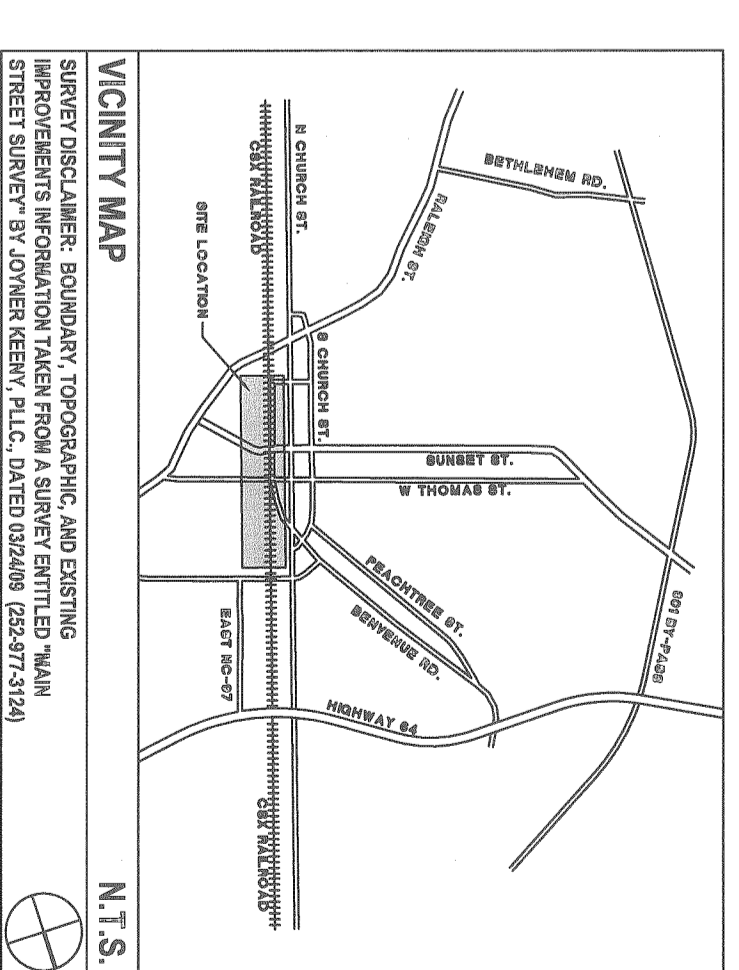 BETHLEHEM RD.
RALEIGH ST.
N CHURCH ST.
CSX RAILROAD
SITE LOCATION
S CHURCH ST.
SUNSET ST.
W THOMAS ST.
PEACHTREE ST.
BENVENUE RD.
301 BY-PASS
HIGHWAY 64
EAST NC-97
CSX RAILROAD
VICINITY MAP
N.T.S.
SURVEY DISCLAIMER: BOUNDARY, TOPOGRAPHIC, AND EXISTING
IMPROVEMENTS INFORMATION TAKEN FROM A SURVEY ENTITLED "MAIN
STREET SURVEY" BY JOYNER KEENY, PLLC., DATED 03/24/09 (252-977-3124)